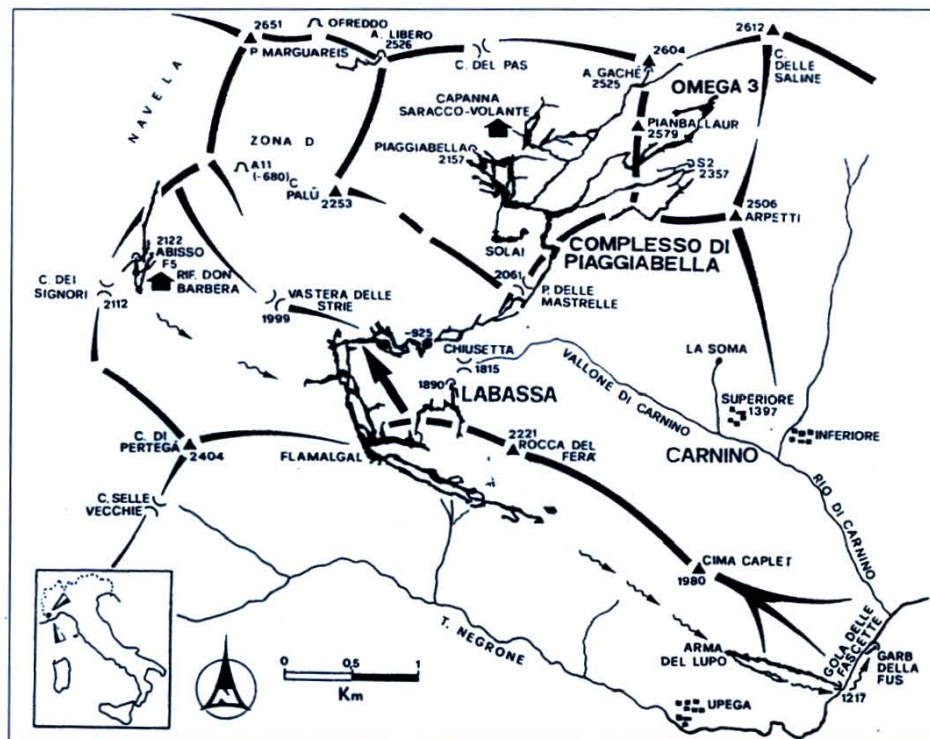 2651
OFREDDO
P. MARGUAREIS
A. LIBERO
2526
C. DEL PAS
2604
A GACHÉ
2525
2612
C.
DELLE
SALINE
NAVELA
ZONA D
CAPANNA
SARACCO-VOLANTE
OMEGA 3
PIANBALLAUR
2579
PIAGGIABELLA
2157
S2
2357
A11
(-680)
C
PALÙ
2253
2506
ARPETTI
SOLAI
COMPLESSO DI
PIAGGIABELLA
2122
ABISSO
F5
RIF. DON
BARBERA
C. DEI
SIGNORI
2112
2061
P. DELLE
MASTRELLE
VASTERA DELLE
STRIE
1999
-925
CHIUSETTA
1815
1890
LABASSA
VALLONE DI CARNINO
LA SOMA
SUPERIORE
1397
INFERIORE
CARNINO
C. DI
PERTEGÁ
2404
FLAMALGAL
2221
ROCCA DEL
FERÁ
C. SELLE
VECCHIE
RIO DI CARNINO
CIMA CAPLET
1980
T. NEGRONE
ARMA
DEL LUPO
GOLA DELLE
FASCETTE
GARB
DELLA
FUS
1217
UPEGA
0 0,5 1
Km